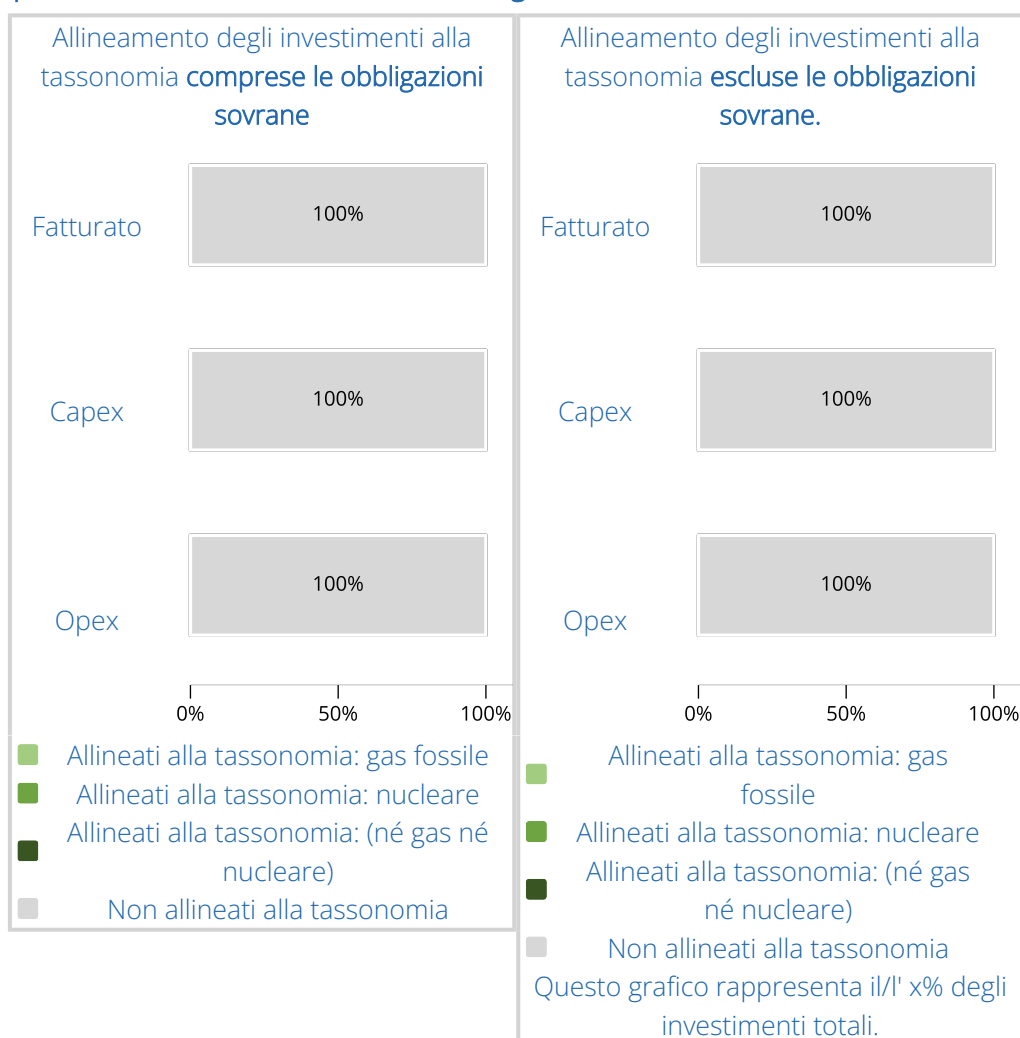 Allineamento degli investimenti alla
tassonomia comprese le obbligazioni
sovrane
Fatturato
100%
Capex
100%
Opex
100%
0% 50% 100%
Allineati alla tassonomia: gas fossile
Allineati alla tassonomia: nucleare
Allineati alla tassonomia: (né gas né
nucleare)
Non allineati alla tassonomia
Allineamento degli investimenti alla
tassonomia escluse le obbligazioni
sovrane.
Fatturato
100%
Capex
100%
Opex
100%
0% 50% 100%
Allineati alla tassonomia: gas
fossile
Allineati alla tassonomia: nucleare
Allineati alla tassonomia: (né gas
né nucleare)
Non allineati alla tassonomia
Questo grafico rappresenta il/l' x% degli
investimenti totali.